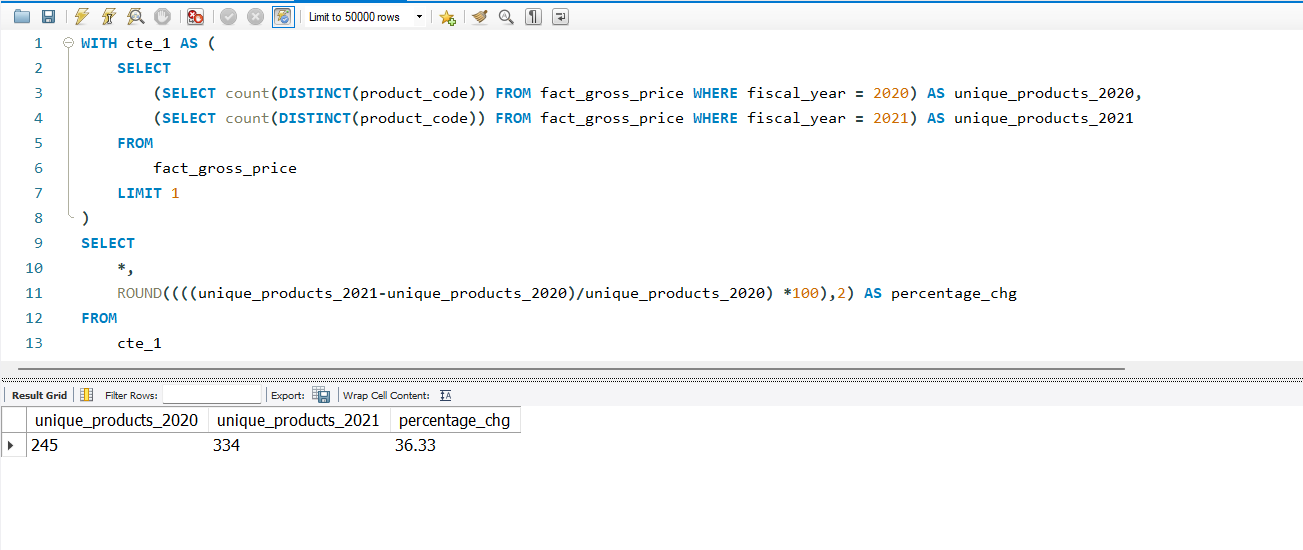 Limit to 50000 rows
1 WITH cte_1 AS (
2 SELECT
3 (SELECT count(DISTINCT(product_code)) FROM fact_gross_price WHERE fiscal_year = 2020) AS unique_products_2020,
4 (SELECT count(DISTINCT(product_code)) FROM fact_gross_price WHERE fiscal_year = 2021) AS unique_products_2021
5 FROM
6 fact_gross_price
7 LIMIT 1
8 )
9 SELECT
10 *,
11 ROUND((((unique_products_2021-unique_products_2020)/unique_products_2020) *100),2) AS percentage_chg
12 FROM
13 cte_1
Result Grid Filter Rows: Export: Wrap Cell Content: IA
unique_products_2020 unique_products_2021 percentage_chg
245 334 36.33